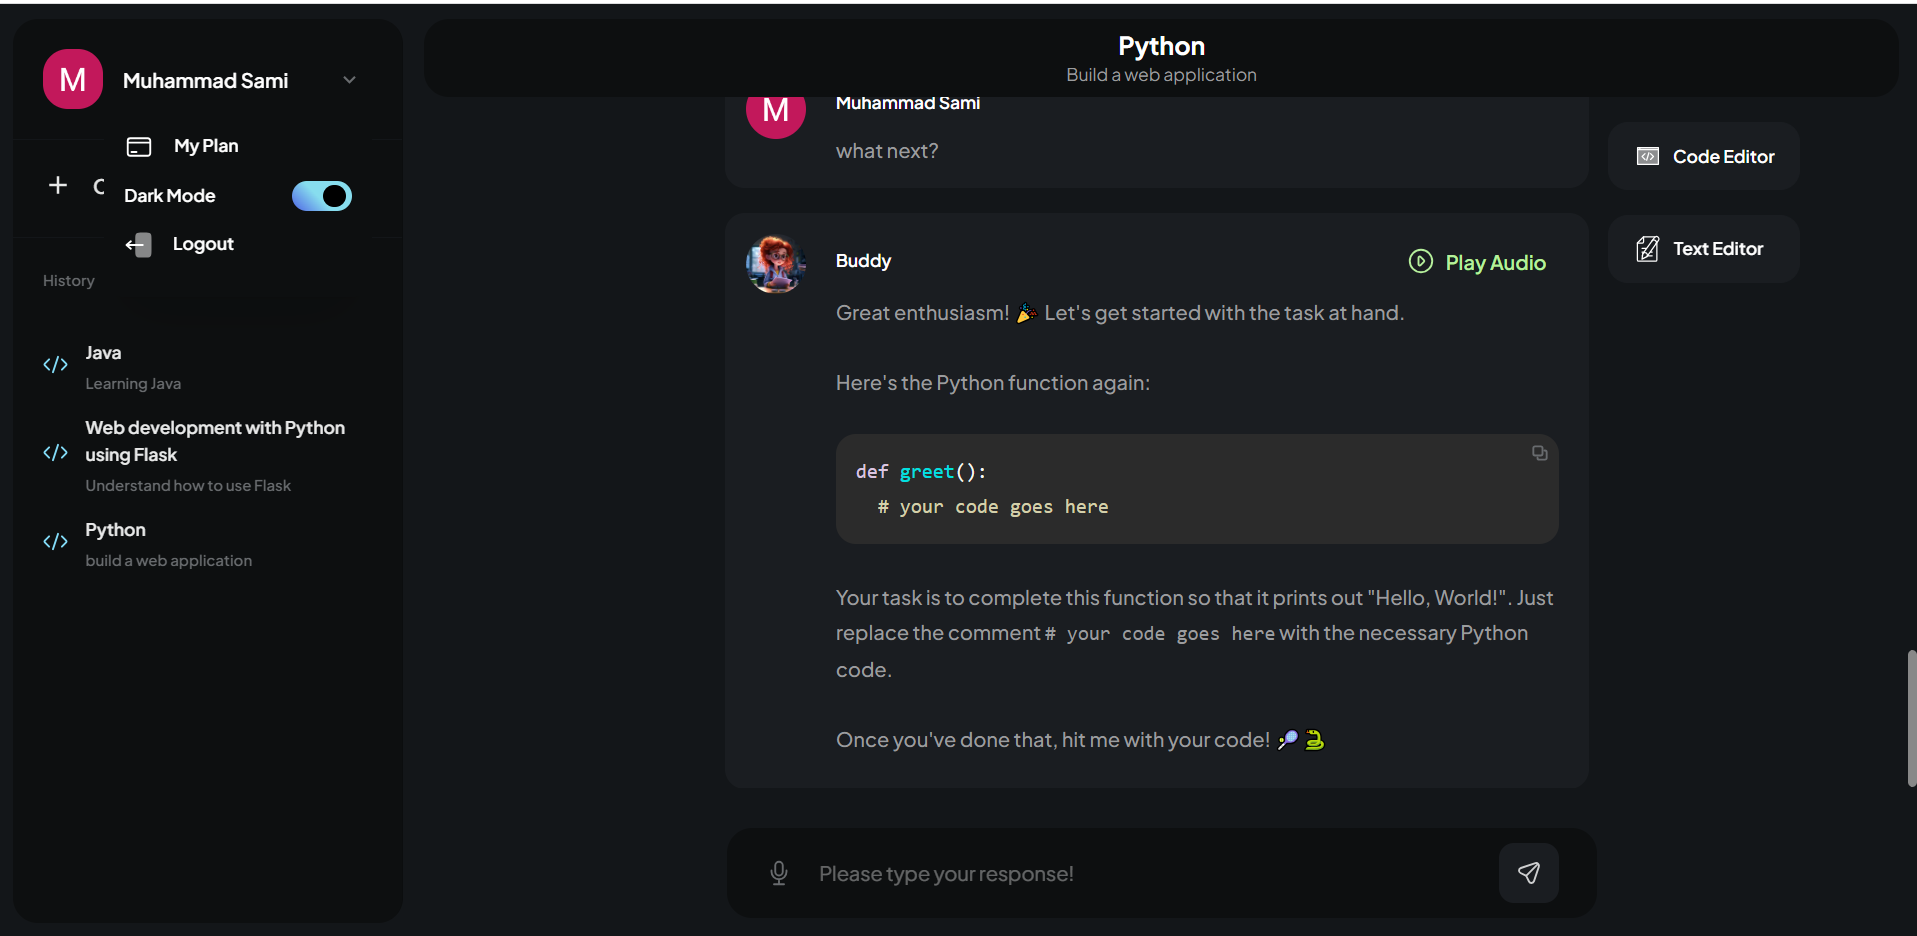 M
Muhammad Sami
My Plan
Dark Mode
Logout
History
Java
Learning Java
Web development with Python
using Flask
Understand how to use Flask
Python
build a web application
Python
Build a web application
M
Muhammad Sami
what next?
Buddy
Play Audio
Great enthusiasm! 🎉 Let's get started with the task at hand.
Here's the Python function again:
def greet():
# your code goes here
Your task is to complete this function so that it prints out "Hello, World!". Just
replace the comment # your code goes here with the necessary Python
code.
Once you've done that, hit me with your code! 🎾🐍
Please type your response!
Code Editor
Text Editor